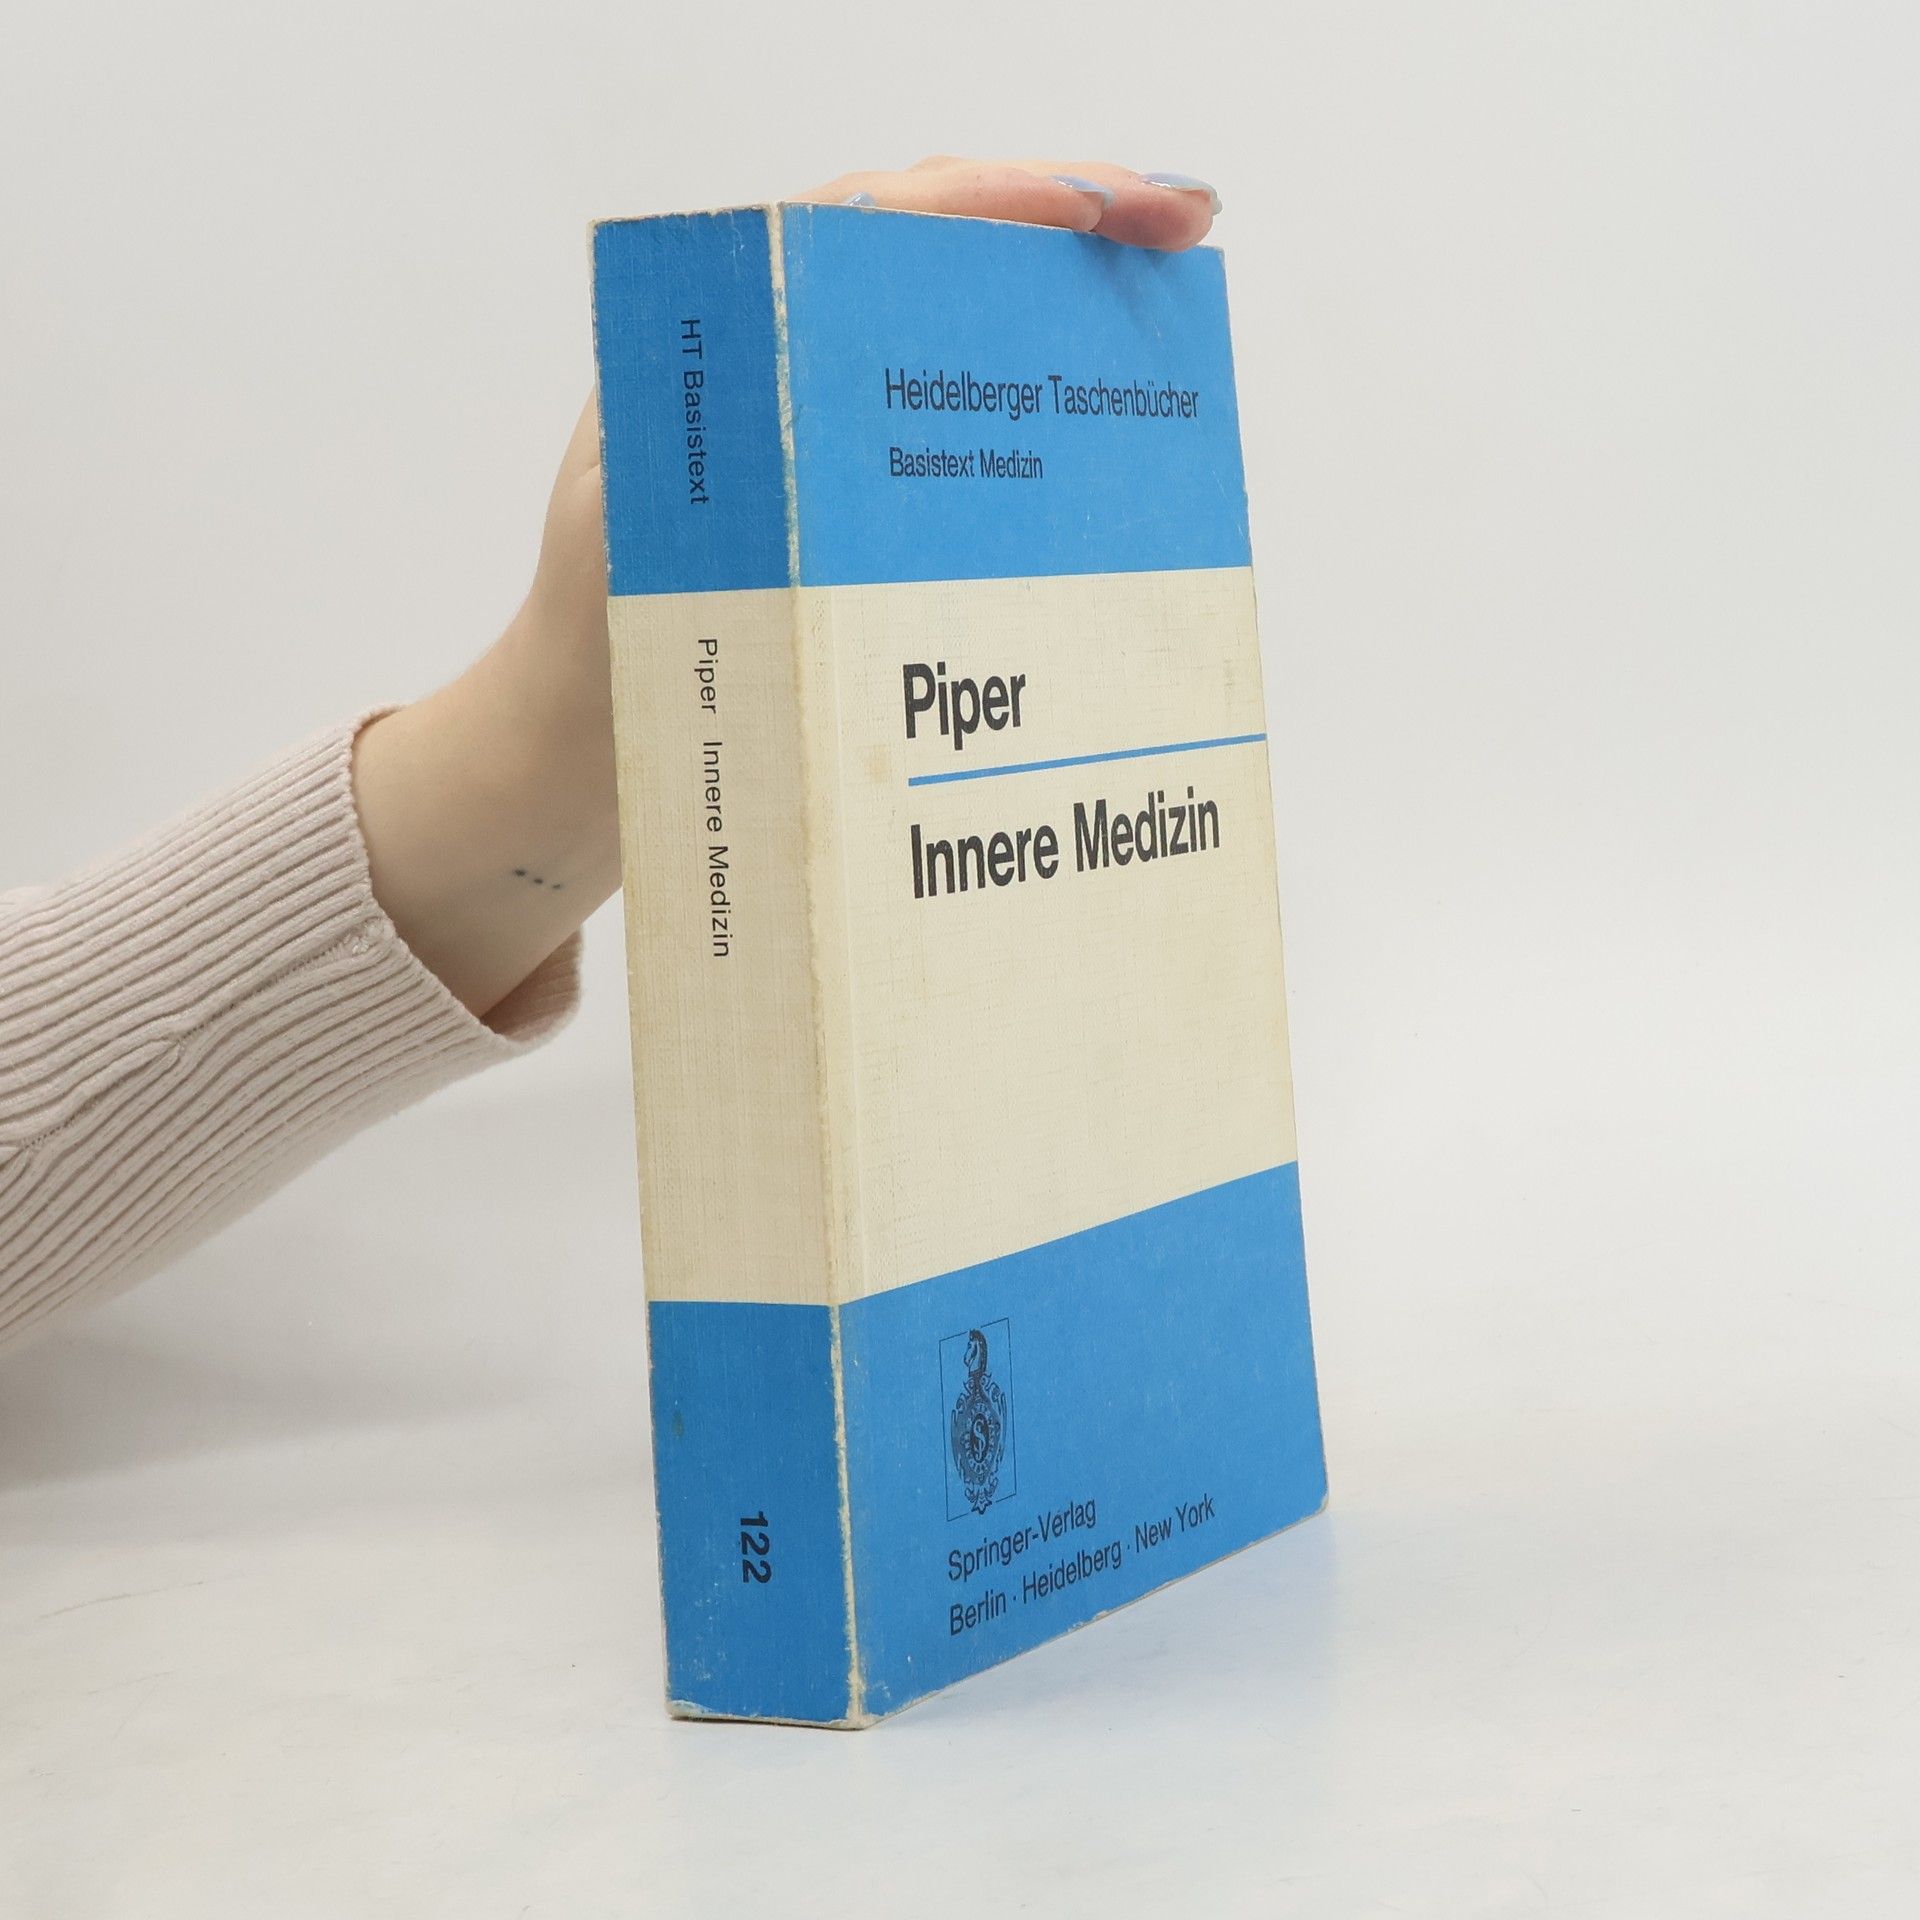 HT Basistext
Piper Innere Medizin
122
Heidelberger Taschenbücher
Basistext Medizin
Piper
Innere Medizin
Springer-Verlag
Berlin · Heidelberg · New York